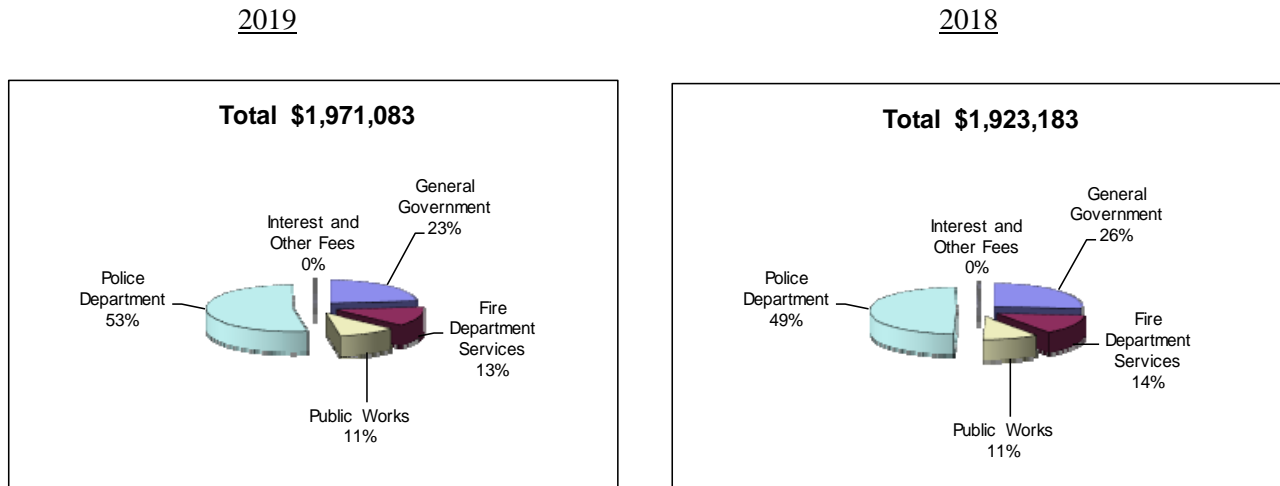 2019
Total $1,971,083
General
Government
23%
Interest and
Other Fees
0%
Police
Department
53%
Fire
Department
Services
13%
Public Works
11%
2018
Total $1,923,183
General
Government
26%
Interest and
Other Fees
0%
Police
Department
49%
Fire
Department
Services
14%
Public Works
11%